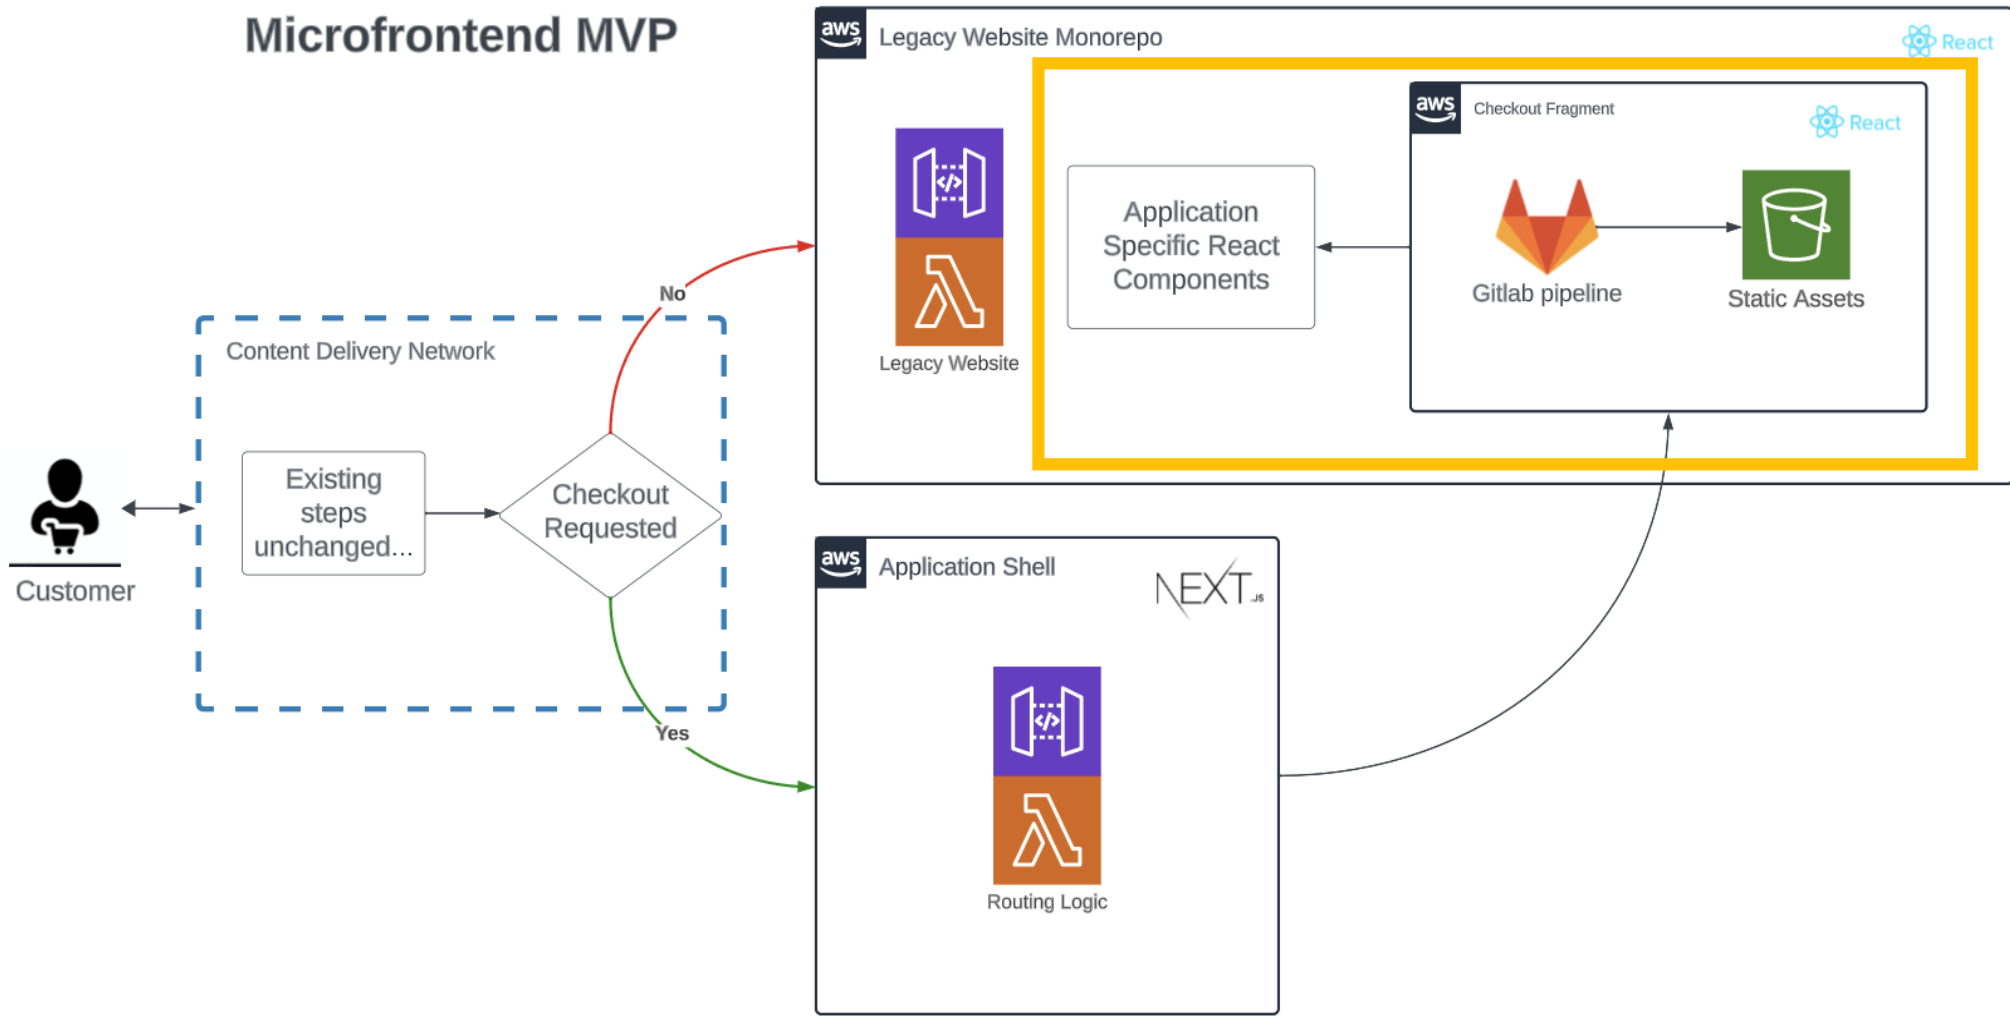 Microfrontend MVP
aws
Legacy Website Monorepo
React
aws
Checkout Fragment
React
Application
Specific React
Components
Gitlab pipeline
Static Assets
Legacy Website
No
Content Delivery Network
Existing
steps
unchanged...
Checkout
Requested
Customer
Yes
aws
Application Shell
NEXT.JS
Routing Logic